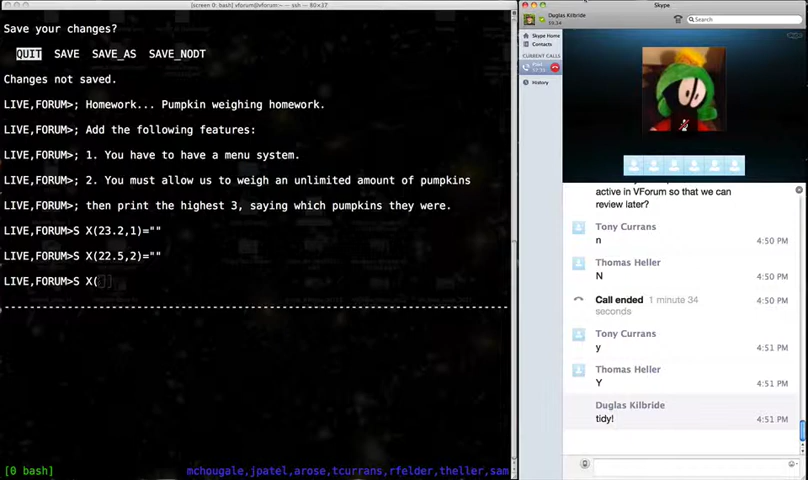 [screen 0: bash] vforum@vforum:~ — ssh — 80×37
Save your changes?
QUIT SAVE SAVE_AS SAVE_NODT
Changes not saved.
LIVE,FORUM>; Homework... Pumpkin weighing homework.
LIVE,FORUM>; Add the following features:
LIVE,FORUM>; 1. You have to have a menu system.
LIVE,FORUM>; 2. You must allow us to weigh an unlimited amount of pumpkins
LIVE,FORUM>; then print the highest 3, saying which pumpkins they were.
LIVE,FORUM>S X(23.2,1)=""
LIVE,FORUM>S X(22.5,2)=""
LIVE,FORUM>S X(
[0 bash] mchougale,jpatel,arose,tcurrans,rfelder,theller,sam
Skype
Duglas Kilbride
Search
Skype Home
Contacts
CURRENT CALLS
History
active in VForum so that we can
review later?
Tony Currans
n 4:50 PM
Thomas Heller
N 4:50 PM
Call ended 1 minute 34
seconds 4:50 PM
Tony Currans
y 4:51 PM
Thomas Heller
Y 4:51 PM
Duglas Kilbride
tidy! 4:51 PM